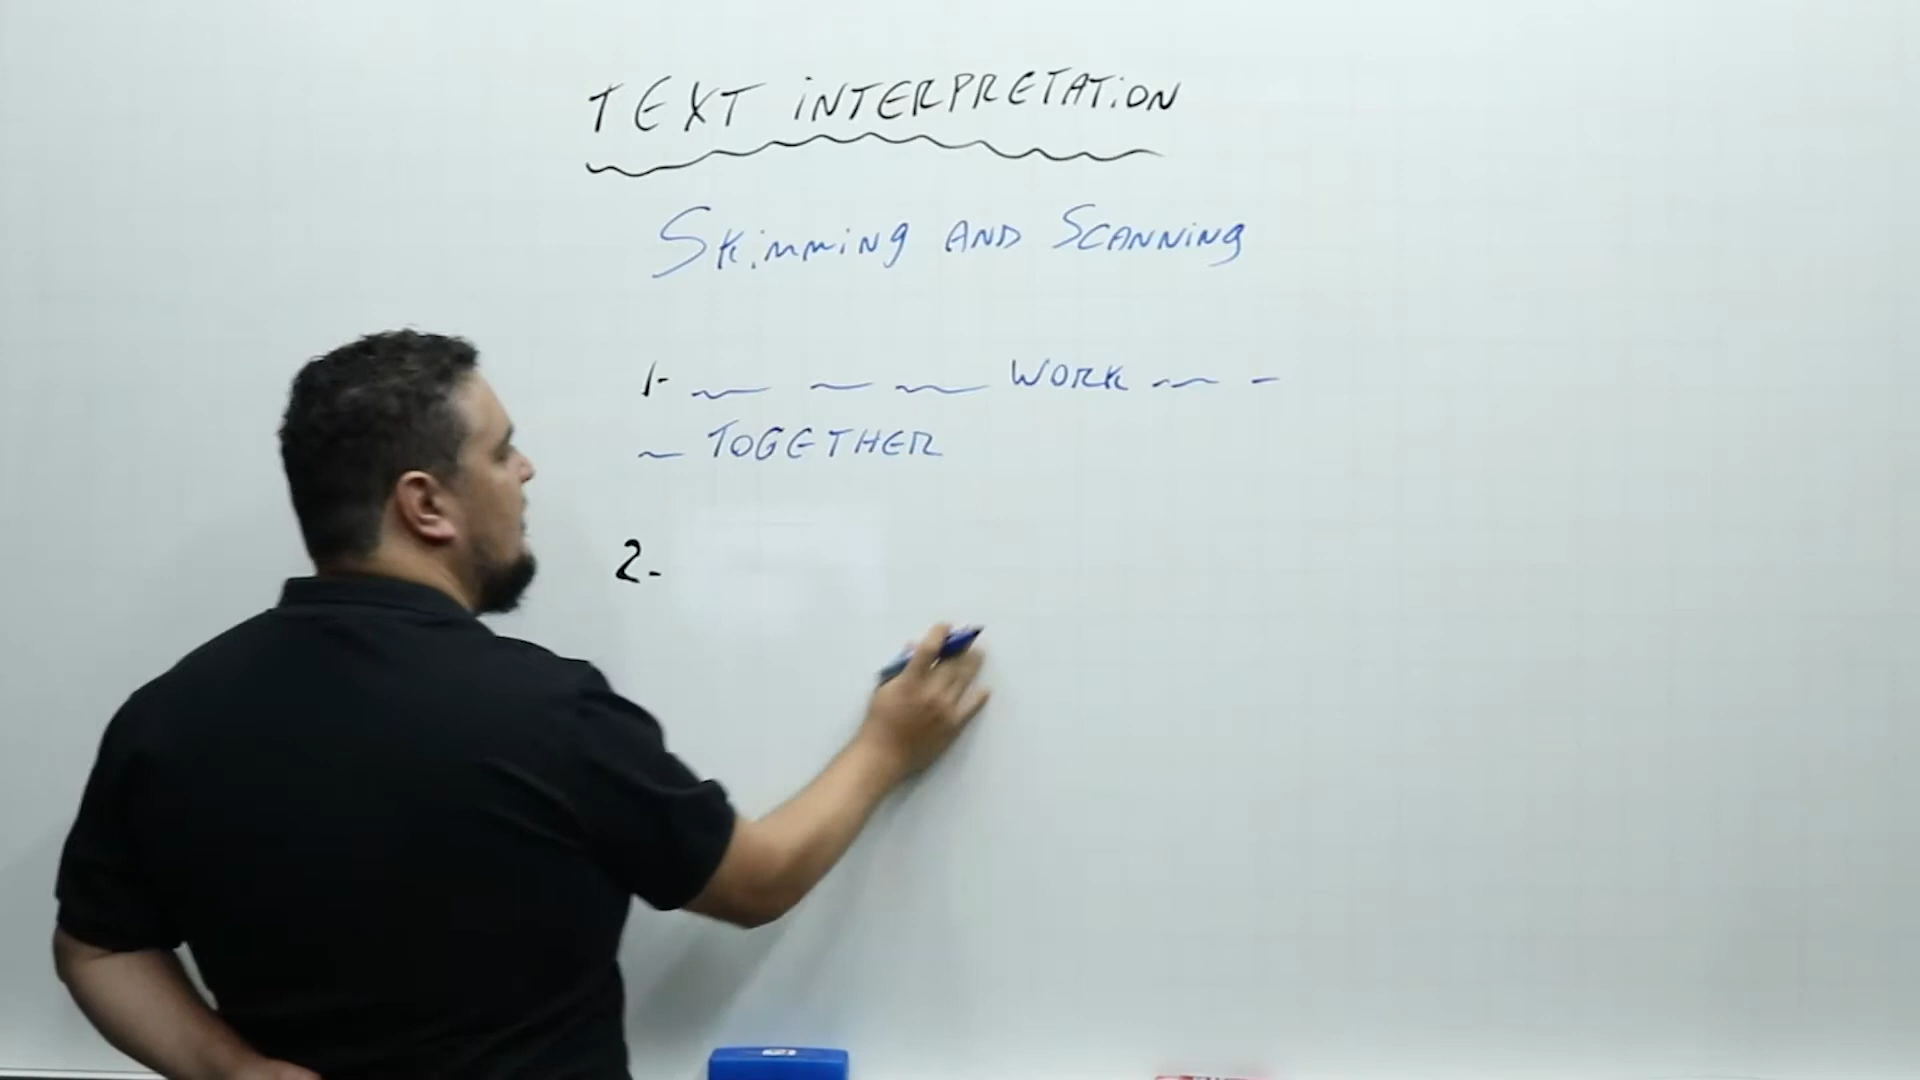 TEXT INTERPRETATION
Skimming AND SCANNING
1- ~ ~ ~ WORK ~ -
~ TOGETHER
2-